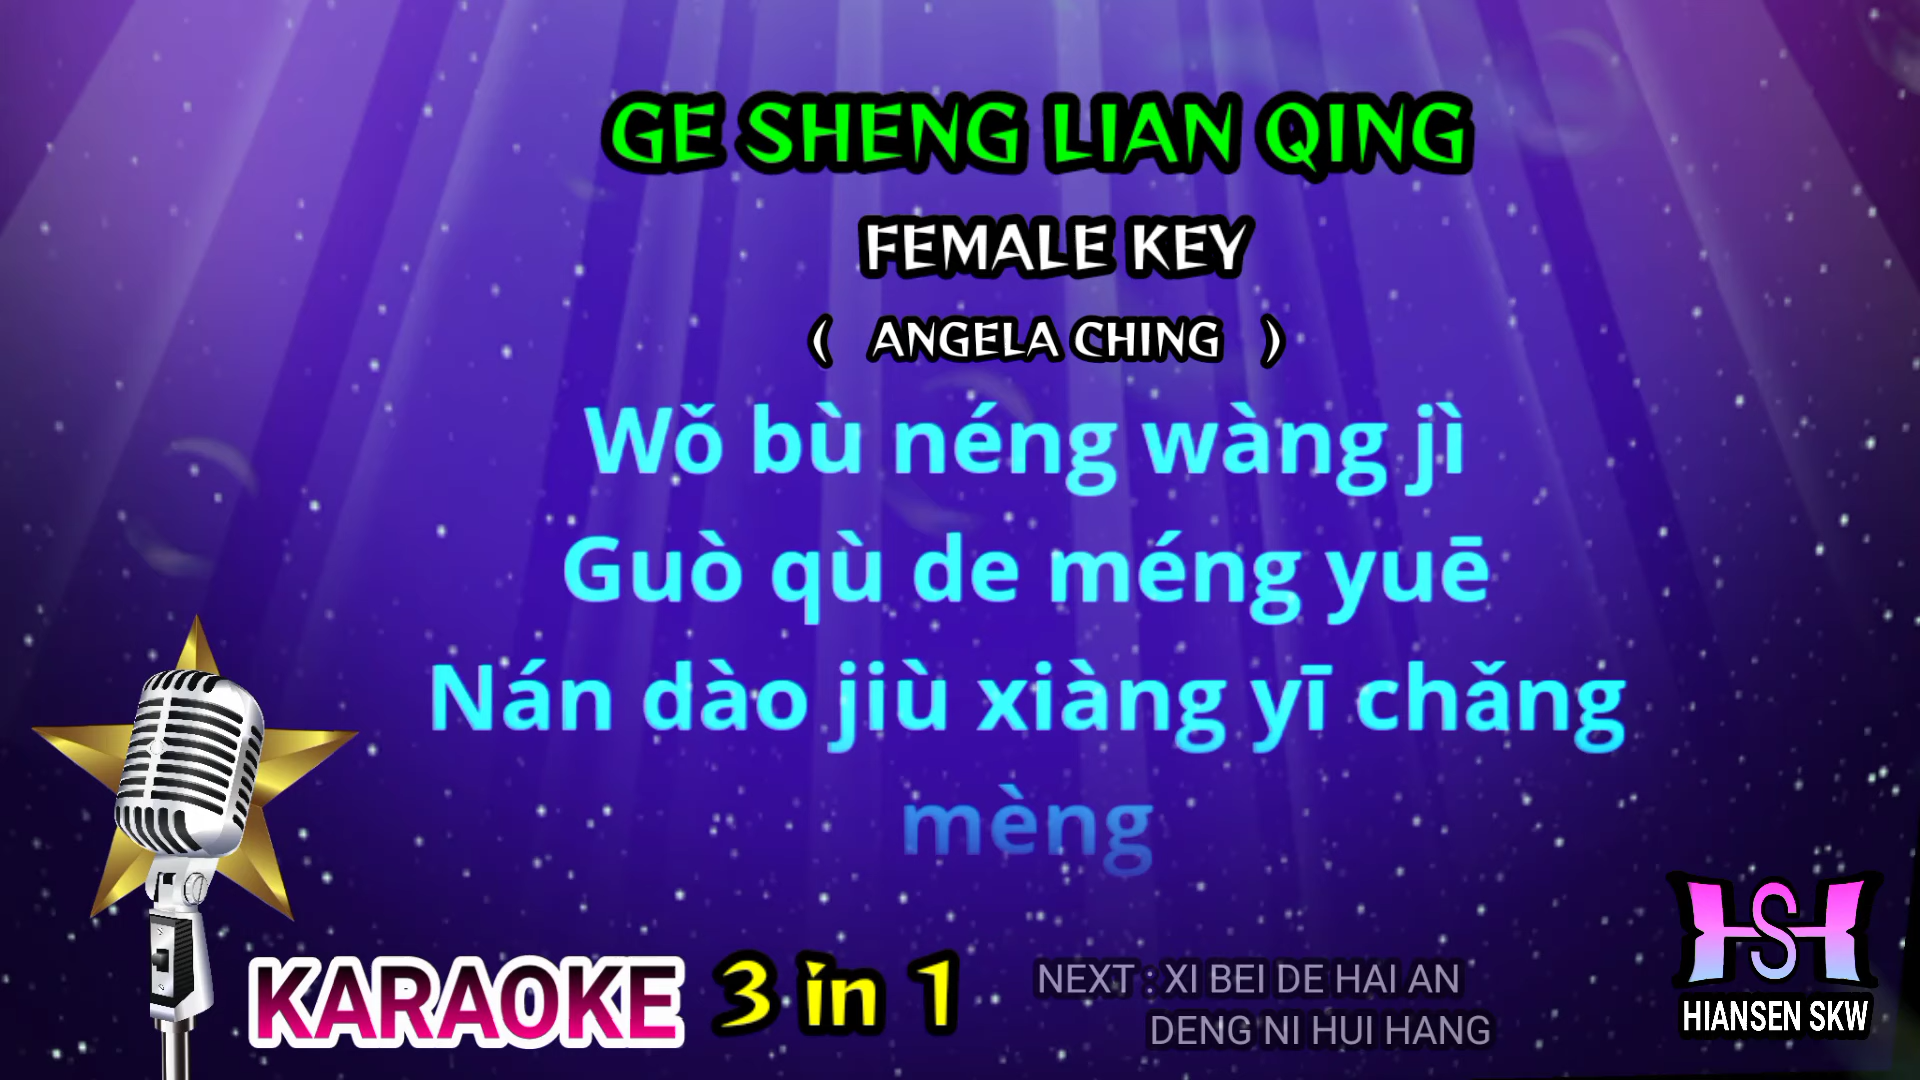 GE SHENG LIAN QING
FEMALE KEY
( ANGELA CHING )
Wǒ bù néng wàng jì
Guò qù de méng yuē
Nán dào jiù xiàng yī chǎng
mèng
KARAOKE 3 in 1
NEXT : XI BEI DE HAI AN
DENG NI HUI HANG
HSH
HIANSEN SKW